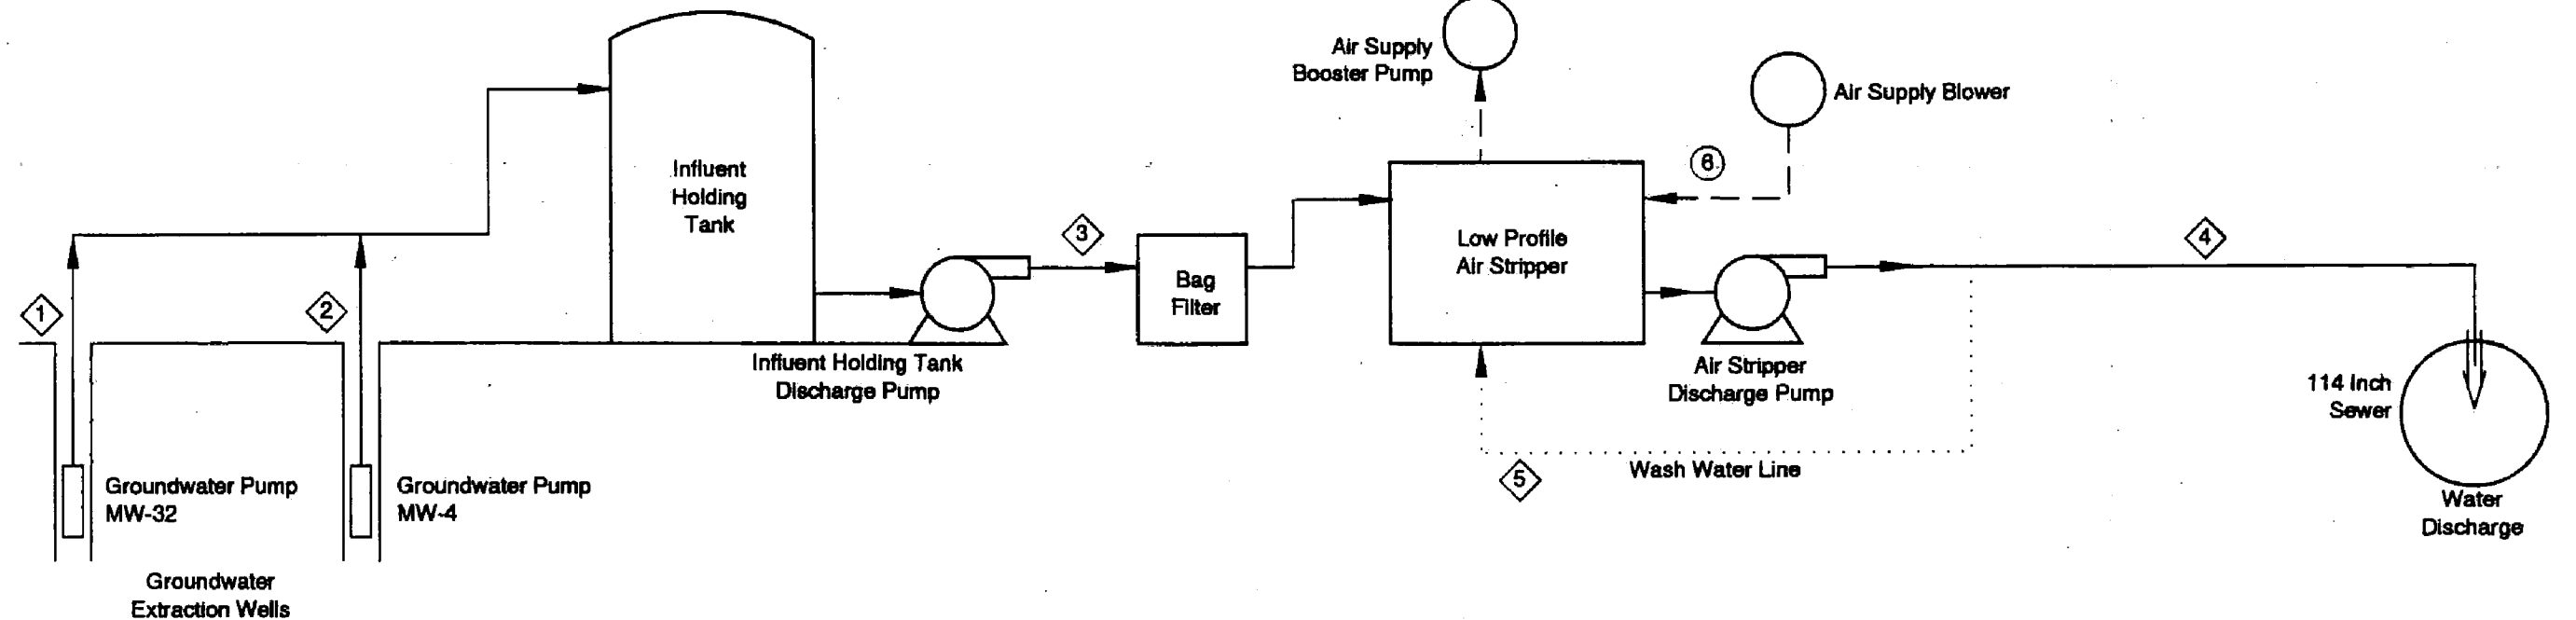 Air Supply
Booster Pump
Air Supply Blower
Influent
Holding
Tank
6
Low Profile
Air Stripper
3
4
Bag
Filter
1
2
Influent Holding Tank
Discharge Pump
Air Stripper
Discharge Pump
114 Inch
Sewer
Wash Water Line
5
Groundwater Pump
MW-32
Groundwater Pump
MW-4
Water
Discharge
Groundwater
Extraction Wells